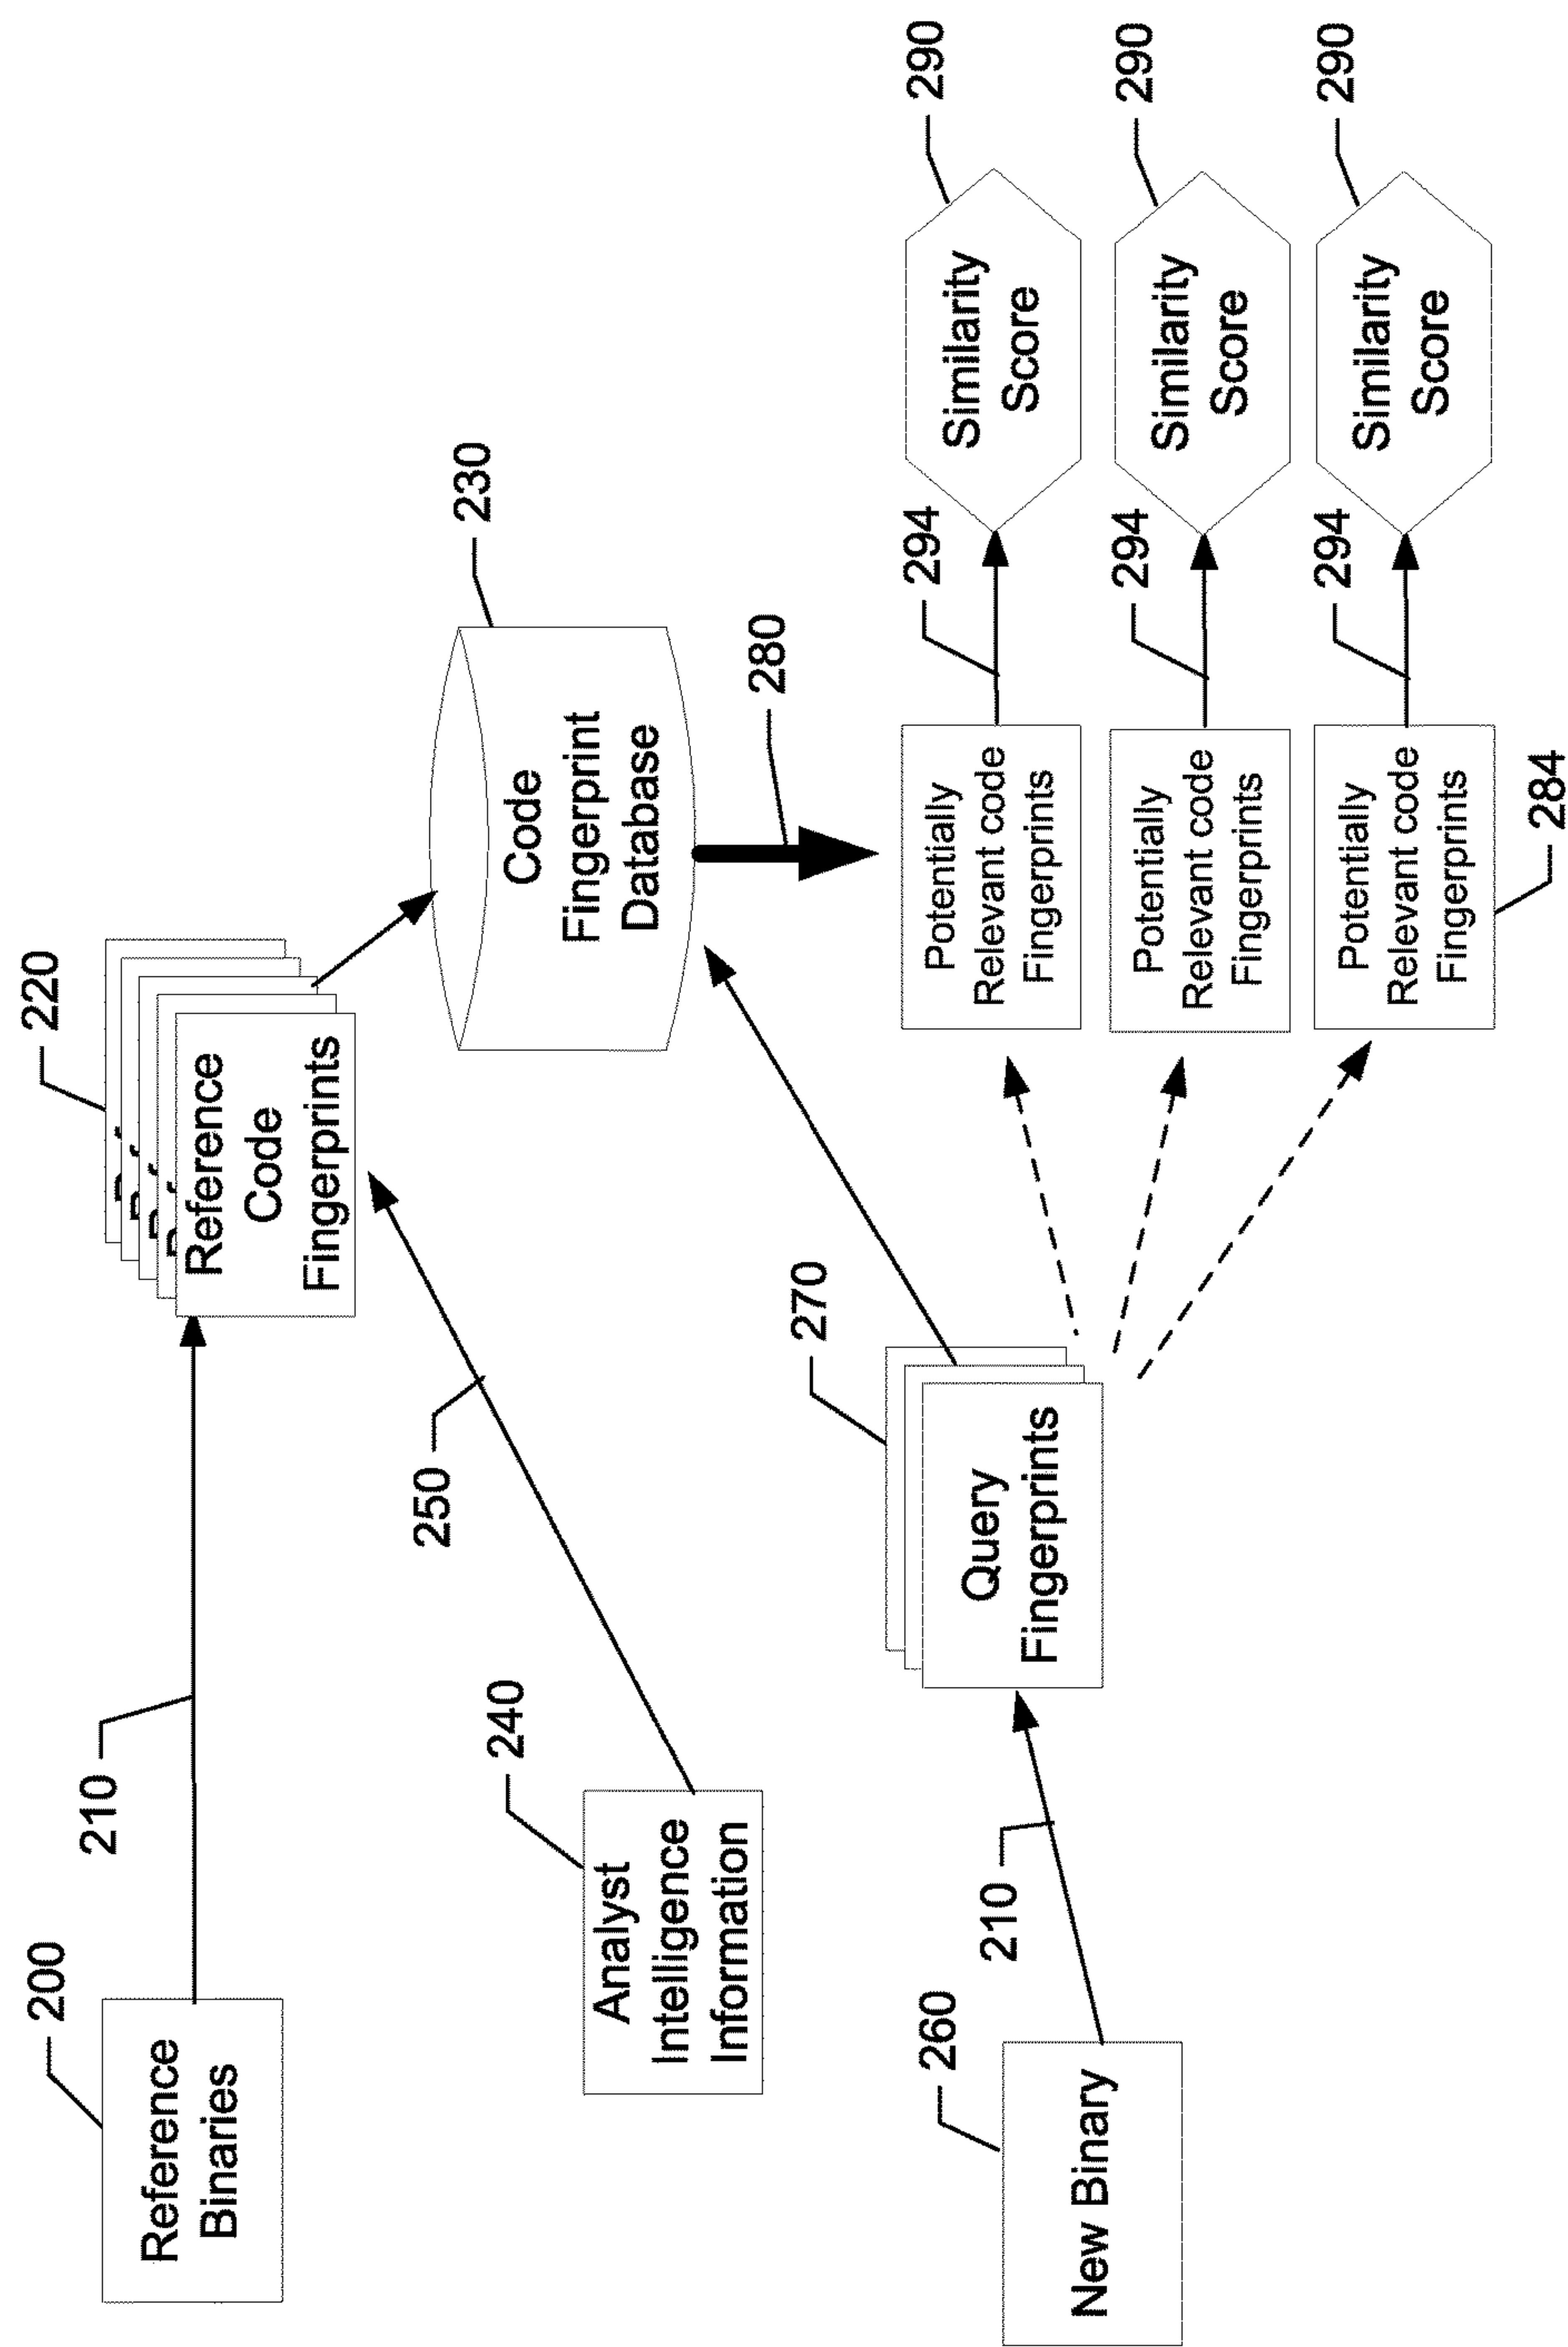 200
Reference
Binaries
210
220
Reference
Code
Fingerprints
240
Analyst
Intelligence
Information
250
230
Code
Fingerprint
Database
260
New Binary
210
270
Query
Fingerprints
280
Potentially
Relevant code
Fingerprints
294
Similarity
Score
290
Potentially
Relevant code
Fingerprints
294
Similarity
Score
290
Potentially
Relevant code
Fingerprints
284
294
Similarity
Score
290